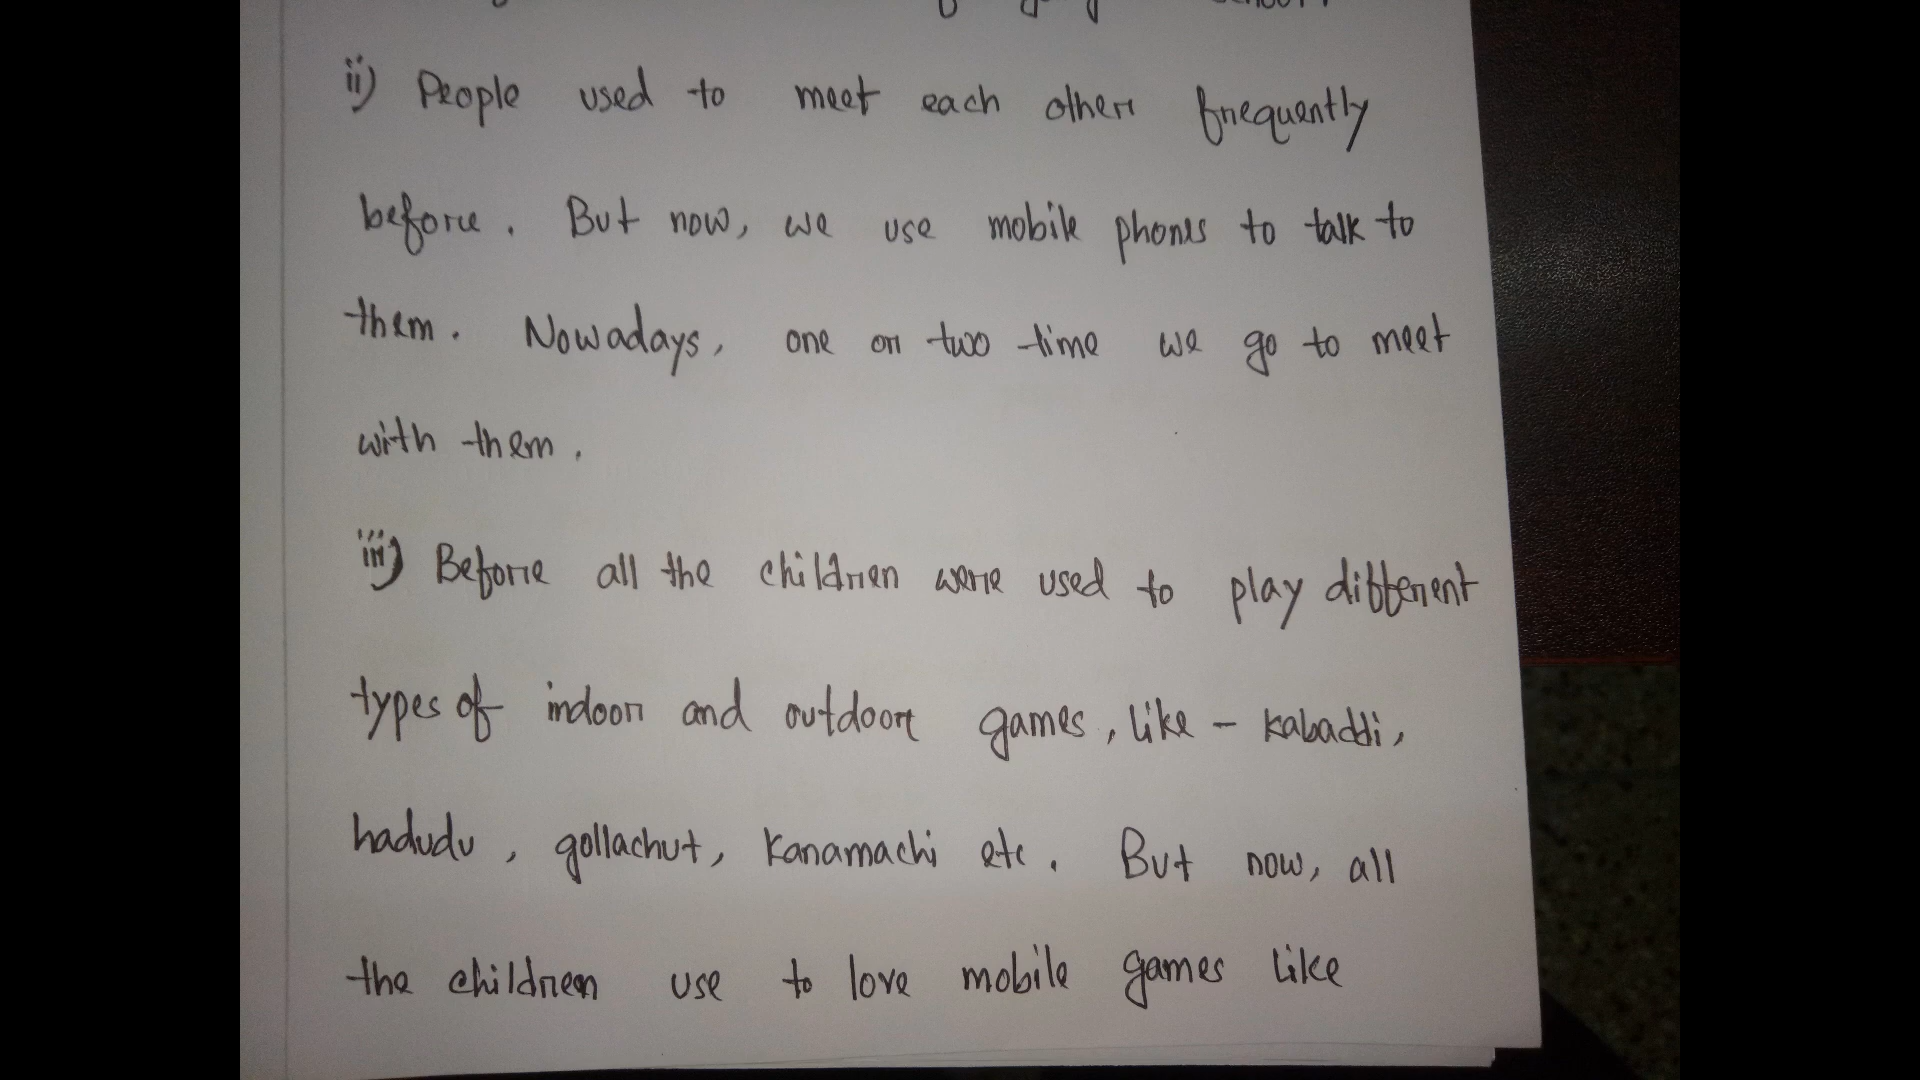 ii) People used to meet each other frequently
before. But now, we use mobile phones to talk to
them. Nowadays, one or two time we go to meet
with them.
iii) Before all the children were used to play different
types of indoor and outdoor games, like - kabaddi,
hadudu, gollachut, kanamachi etc. But now, all
the children use to love mobile games like